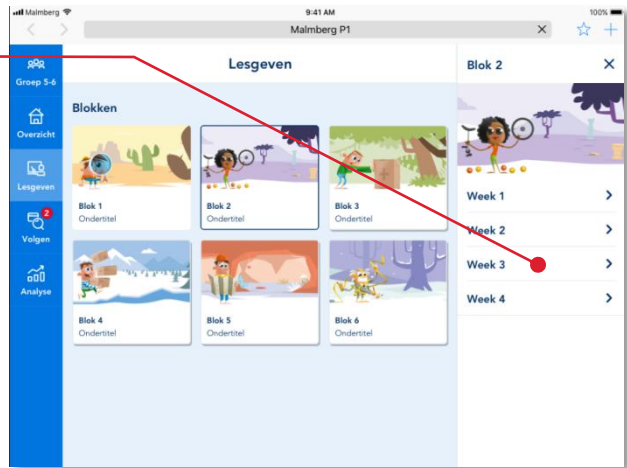 Malmberg
9:41 AM
100%
Malmberg P1
Groep 5-6
Overzicht
Lesgeven
2
Volgen
Analyse
Lesgeven
Blokken
Blok 1
Ondertitel
Blok 2
Ondertitel
Blok 3
Ondertitel
Blok 4
Ondertitel
Blok 5
Ondertitel
Blok 6
Ondertitel
Blok 2
Week 1
Week 2
Week 3
Week 4